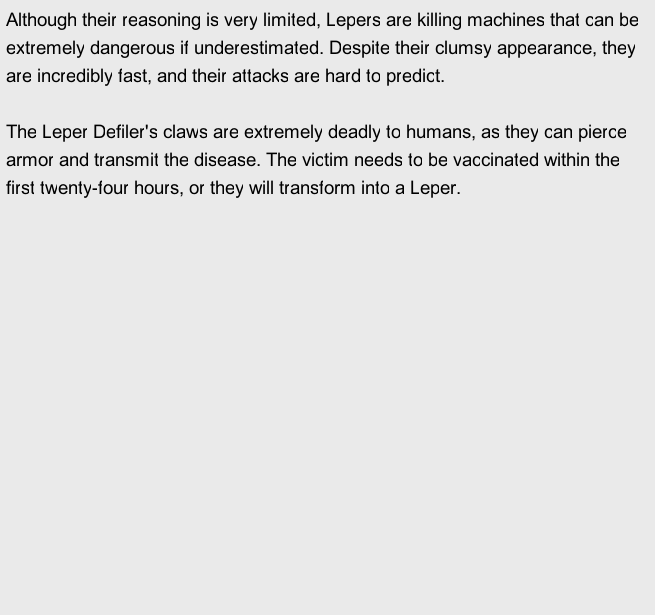 Although their reasoning is very limited, Lepers are killing machines that can be
extremely dangerous if underestimated. Despite their clumsy appearance, they
are incredibly fast, and their attacks are hard to predict.
The Leper Defiler's claws are extremely deadly to humans, as they can pierce
armor and transmit the disease. The victim needs to be vaccinated within the
first twenty-four hours, or they will transform into a Leper.